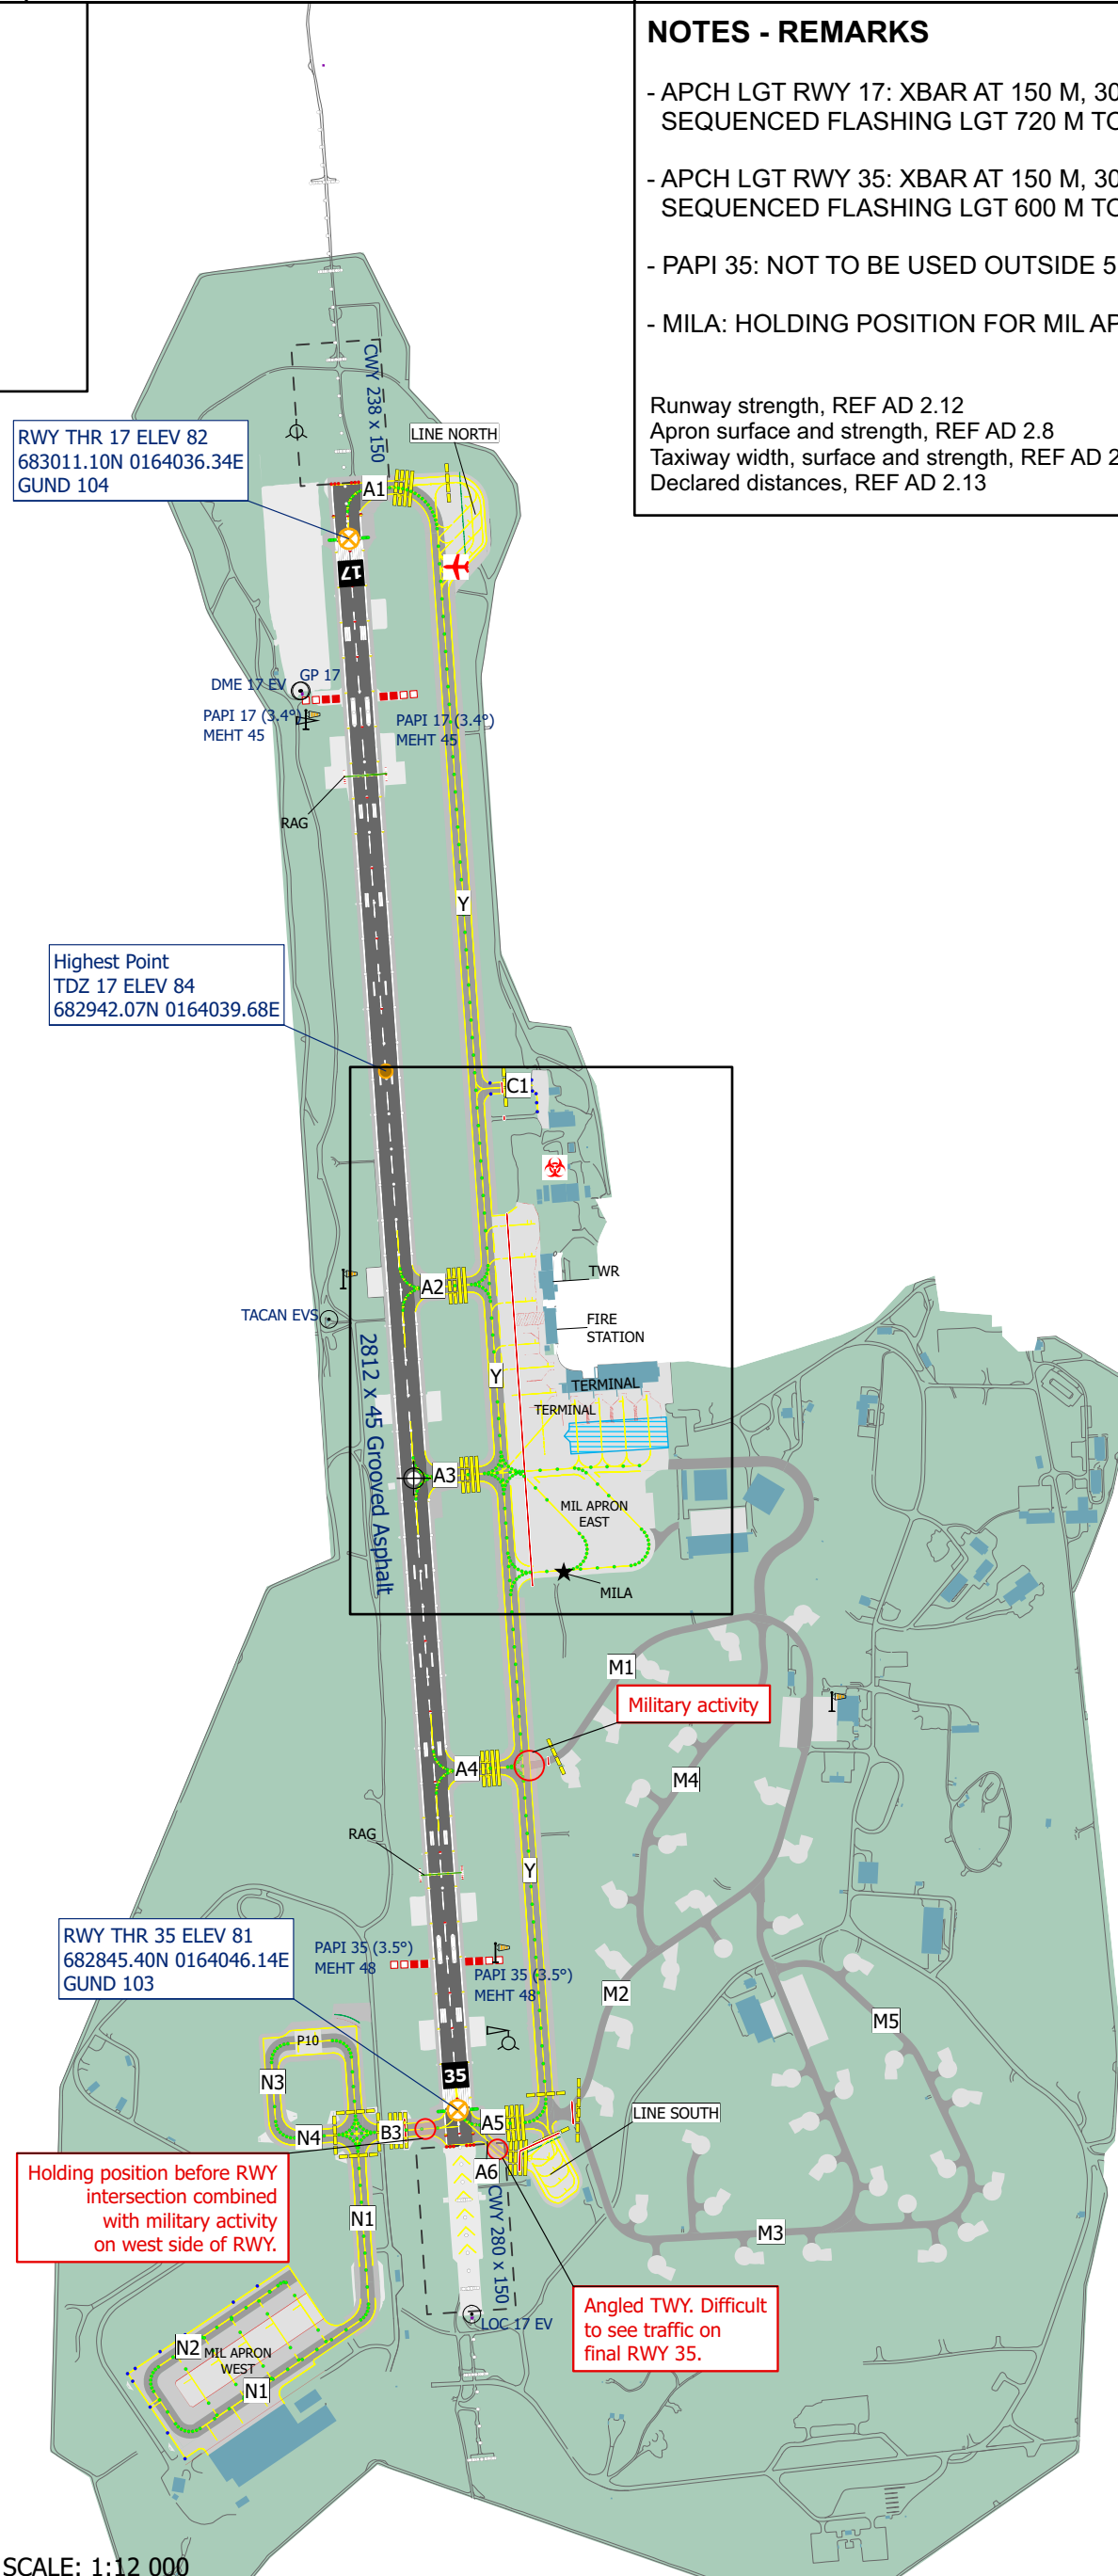 NOTES - REMARKS
- APCH LGT RWY 17: XBAR AT 150 M, 30
SEQUENCED FLASHING LGT 720 M TO
- APCH LGT RWY 35: XBAR AT 150 M, 30
SEQUENCED FLASHING LGT 600 M TO
- PAPI 35: NOT TO BE USED OUTSIDE 5
- MILA: HOLDING POSITION FOR MIL AP
Runway strength, REF AD 2.12
Apron surface and strength, REF AD 2.8
Taxiway width, surface and strength, REF AD 2
Declared distances, REF AD 2.13
CWY 238 x 150
RWY THR 17 ELEV 82
683011.10N 0164036.34E
GUND 104
LINE NORTH
A1
17
GP 17
DME 17 EV
PAPI 17 (3.4°)
MEHT 45
PAPI 17 (3.4°)
MEHT 45
RAG
Y
Highest Point
TDZ 17 ELEV 84
682942.07N 0164039.68E
C1
A2
TWR
TACAN EVS
FIRE
STATION
2812 x 45 Grooved Asphalt
Y
TERMINAL
TERMINAL
A3
MIL APRON
EAST
MILA
M1
Military activity
A4
M4
RAG
Y
RWY THR 35 ELEV 81
682845.40N 0164046.14E
GUND 103
PAPI 35 (3.5°)
MEHT 48
PAPI 35 (3.5°)
MEHT 48
M2
M5
P10
35
N3
N4
B3
A5
LINE SOUTH
A6
Holding position before RWY
intersection combined
with military activity
on west side of RWY.
N1
CWY 280 x 150
M3
Angled TWY. Difficult
to see traffic on
final RWY 35.
LOC 17 EV
N2
MIL APRON
WEST
N1
SCALE: 1:12 000